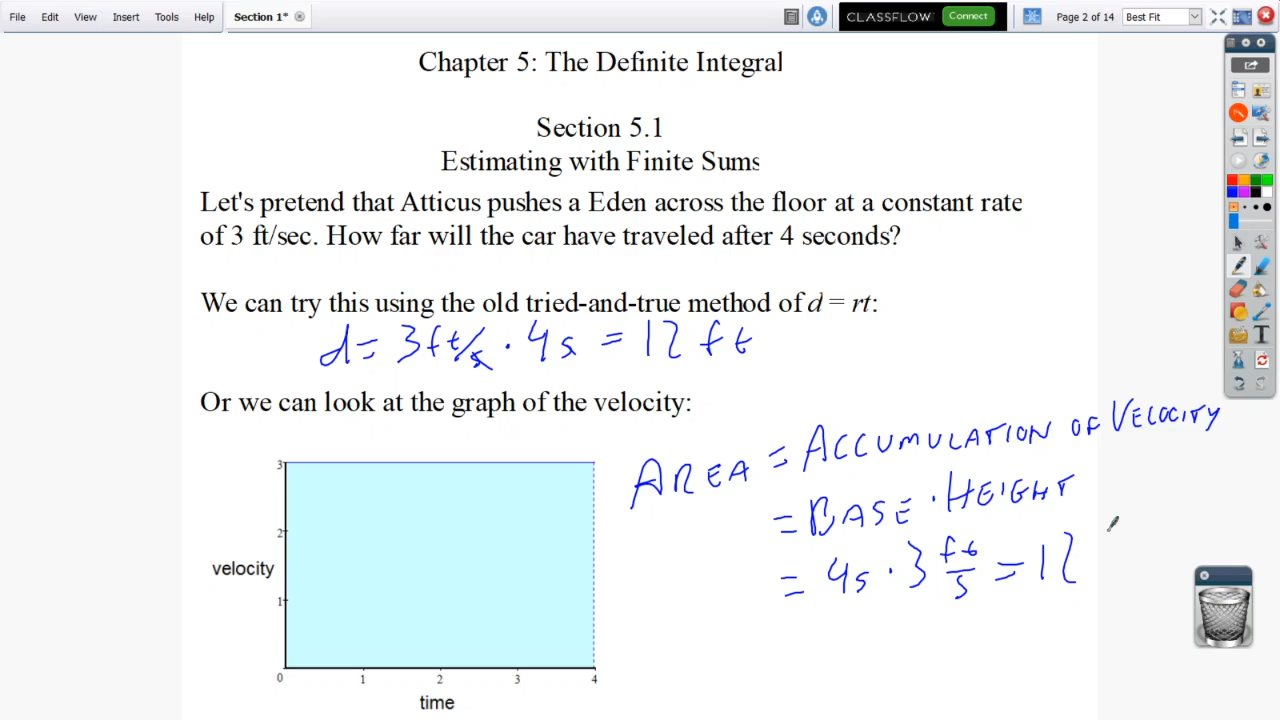 File Edit View Insert Tools Help Section 1* CLASSFLOW Connect Page 2 of 14 Best Fit
Chapter 5: The Definite Integral
Section 5.1
Estimating with Finite Sums
Let's pretend that Atticus pushes a Eden across the floor at a constant rate
of 3 ft/sec. How far will the car have traveled after 4 seconds?
We can try this using the old tried-and-true method of d = rt:
d = 3 ft/s · 4s = 12 ft
Or we can look at the graph of the velocity:
AREA = ACCUMULATION OF VELOCITY
= BASE · HEIGHT
= 4s · 3 ft/s = 12
3
2
velocity
1
0 1 2 3 4
time